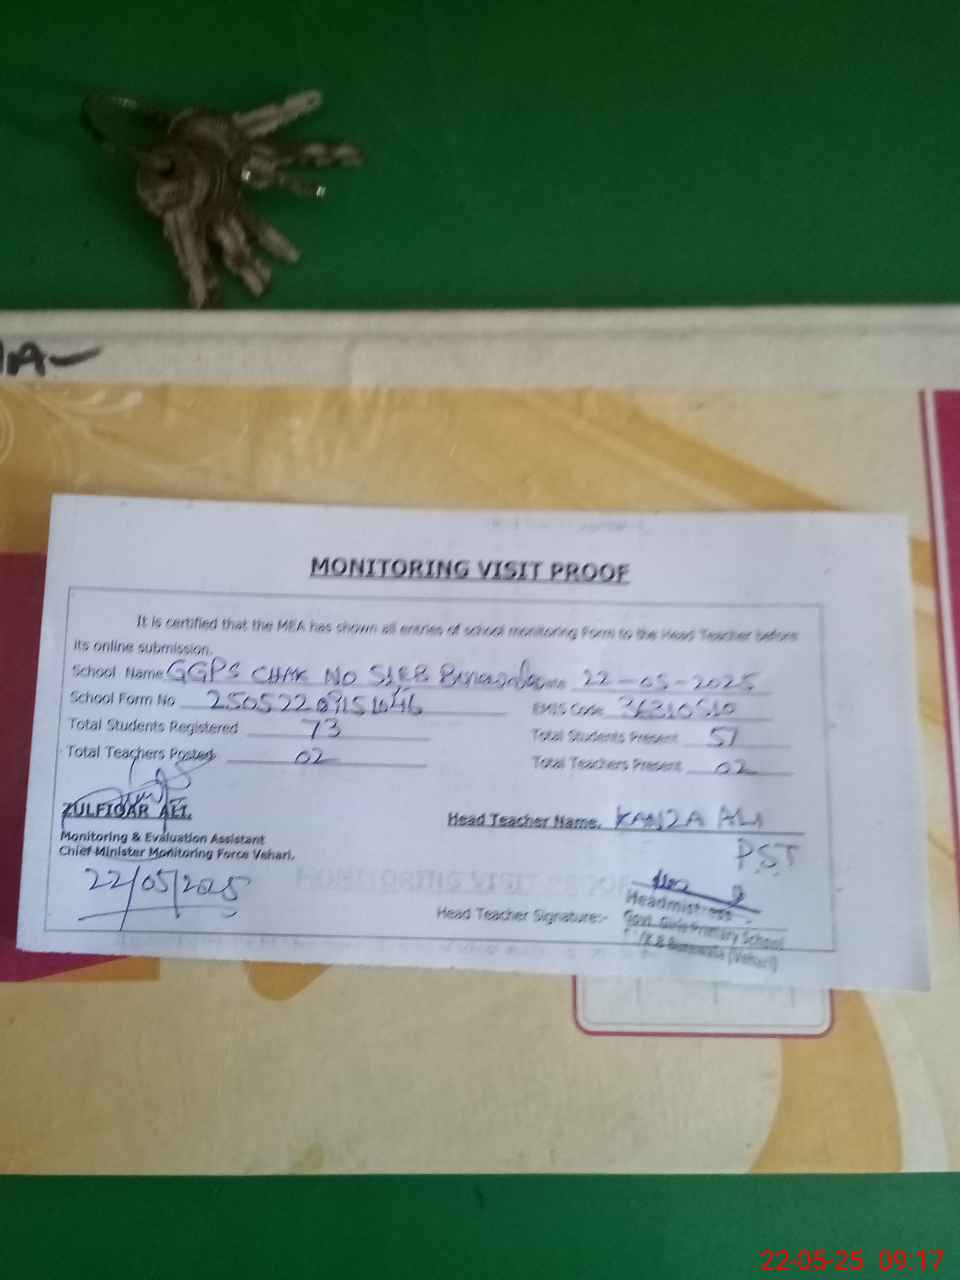 MONITORING VISIT PROOF
It is certified that the MEA has shown all entries of school monitoring Form to the Head Teacher before
its online submission.
School Name GGPS CHAK NO 22-05-2025
School Form No EMIS Code 36310510
Total Students Registered 73 Total Students Present 51
Total Teachers Posted 02 Total Teachers Present 02
ZULFIQAR ALI. Head Teacher Name. KANZA ALI
Monitoring & Evaluation Assistant PST
Chief Minister Monitoring Force Vehari.
22/05/2025
Headmistress
Head Teacher Signature:- Govt. Girls Primary School
(Vehari)
22-05-25 09:17